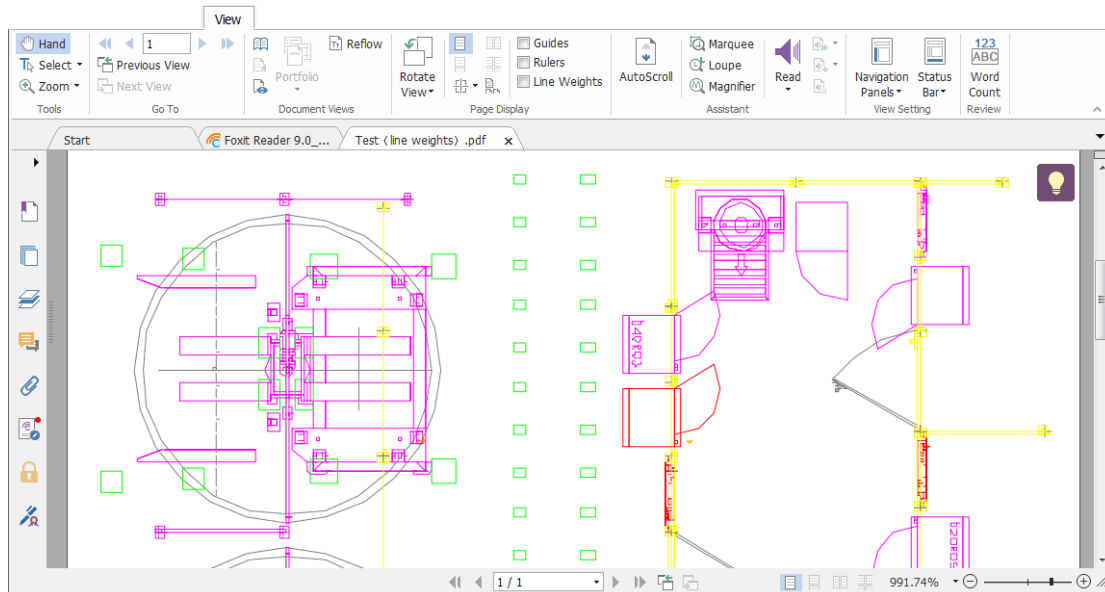 View
Hand
Select
Zoom
Tools
1
Previous View
Next View
Go To
Portfolio
Reflow
Document Views
Rotate
View
Guides
Rulers
Line Weights
Page Display
AutoScroll
Marquee
Loupe
Magnifier
Read
Assistant
Navigation
Panels
Status
Bar
View Setting
123
ABC
Word
Count
Review
Start
Foxit Reader 9.0_...
Test (line weights) .pdf
1 / 1
991.74%